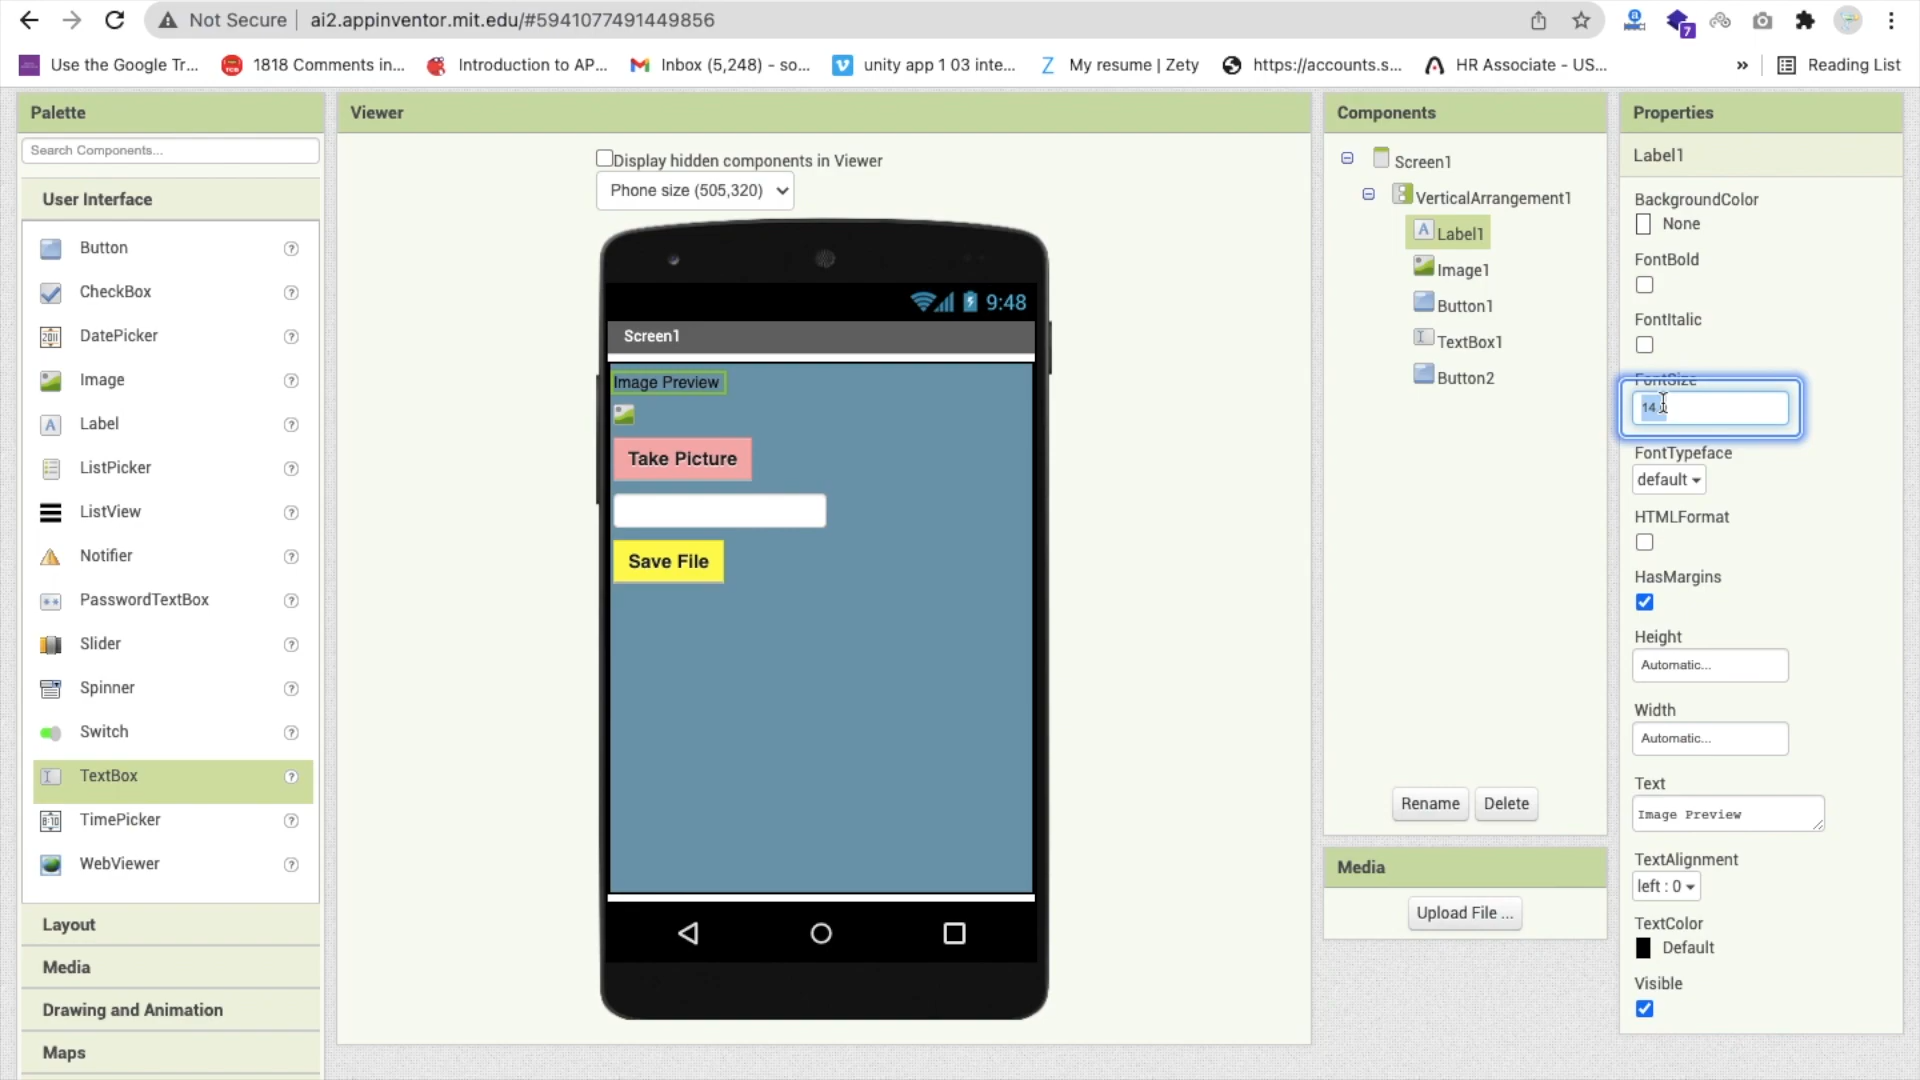 Not Secure | ai2.appinventor.mit.edu/#5941077491449856
7
Use the Google Tr... 1818 Comments in... Introduction to AP... Inbox (5,248) – so... unity app 1 03 inte... My resume | Zety https://accounts.s... HR Associate - US... » Reading List
Palette
Search Components...
User Interface
Button
CheckBox
DatePicker
Image
Label
ListPicker
ListView
Notifier
PasswordTextBox
Slider
Spinner
Switch
TextBox
TimePicker
WebViewer
Layout
Media
Drawing and Animation
Maps
Viewer
Display hidden components in Viewer
Phone size (505,320)
9:48
Screen1
Image Preview
Take Picture
Save File
Components
Screen1
VerticalArrangement1
Label1
Image1
Button1
TextBox1
Button2
Rename Delete
Media
Upload File ...
Properties
Label1
BackgroundColor
None
FontBold
FontItalic
FontSize
14
FontTypeface
default
HTMLFormat
HasMargins
Height
Automatic...
Width
Automatic...
Text
Image Preview
TextAlignment
left : 0
TextColor
Default
Visible